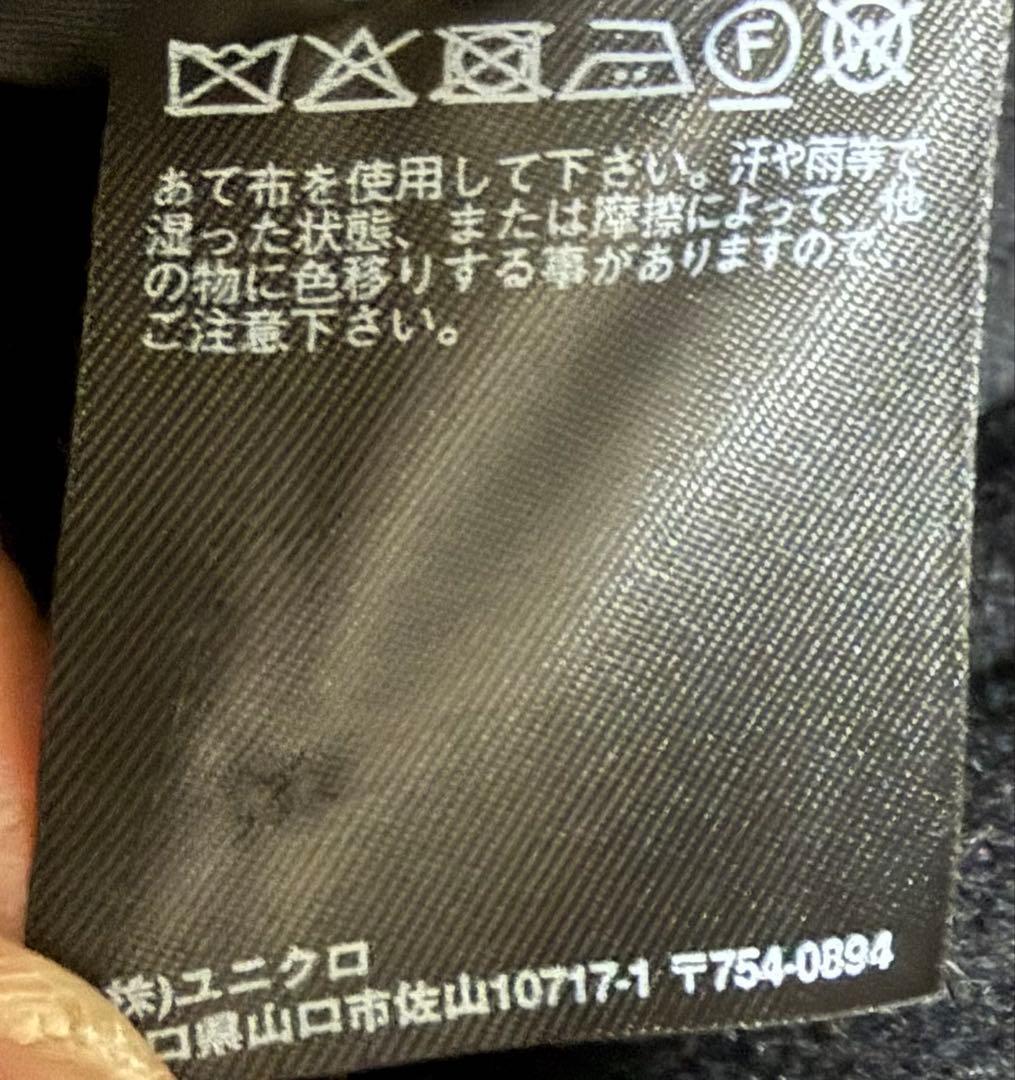 F W
あて布を使用して下さい。汗や雨等で
湿った状態、または摩擦によって、他
の物に色移りする事がありますので
ご注意下さい。
株)ユニクロ
口県山口市佐山10717-1 〒754-0894